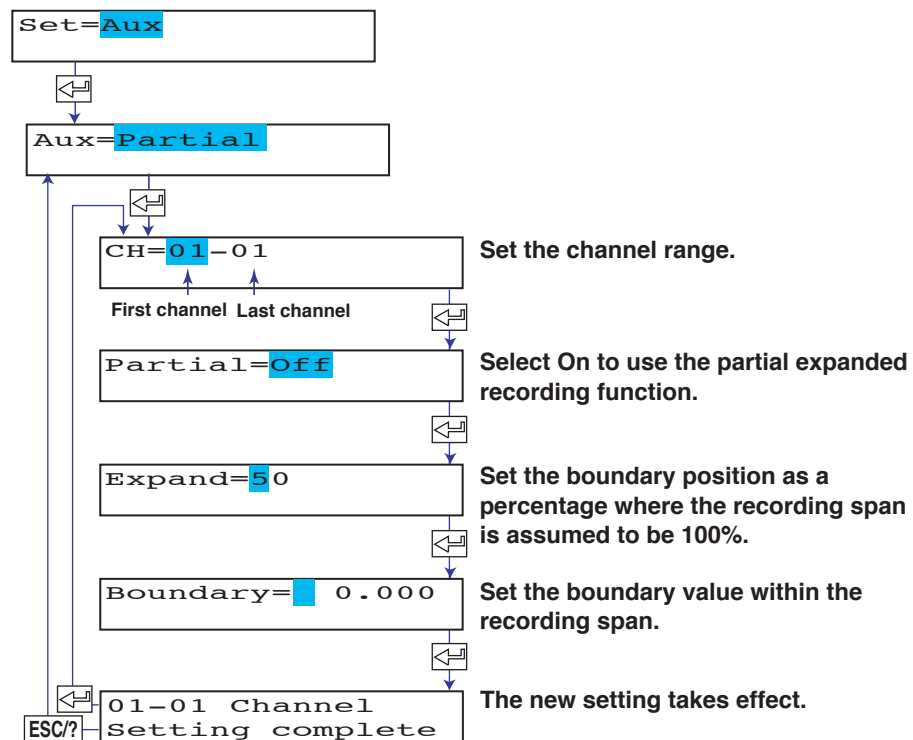 Set=Aux
Aux=Partial
CH=01-01
Set the channel range.
First channel Last channel
Partial=Off
Select On to use the partial expanded
recording function.
Expand=50
Set the boundary position as a
percentage where the recording span
is assumed to be 100%.
Boundary=  0.000
Set the boundary value within the
recording span.
01-01 Channel
The new setting takes effect.
ESC/?
Setting complete